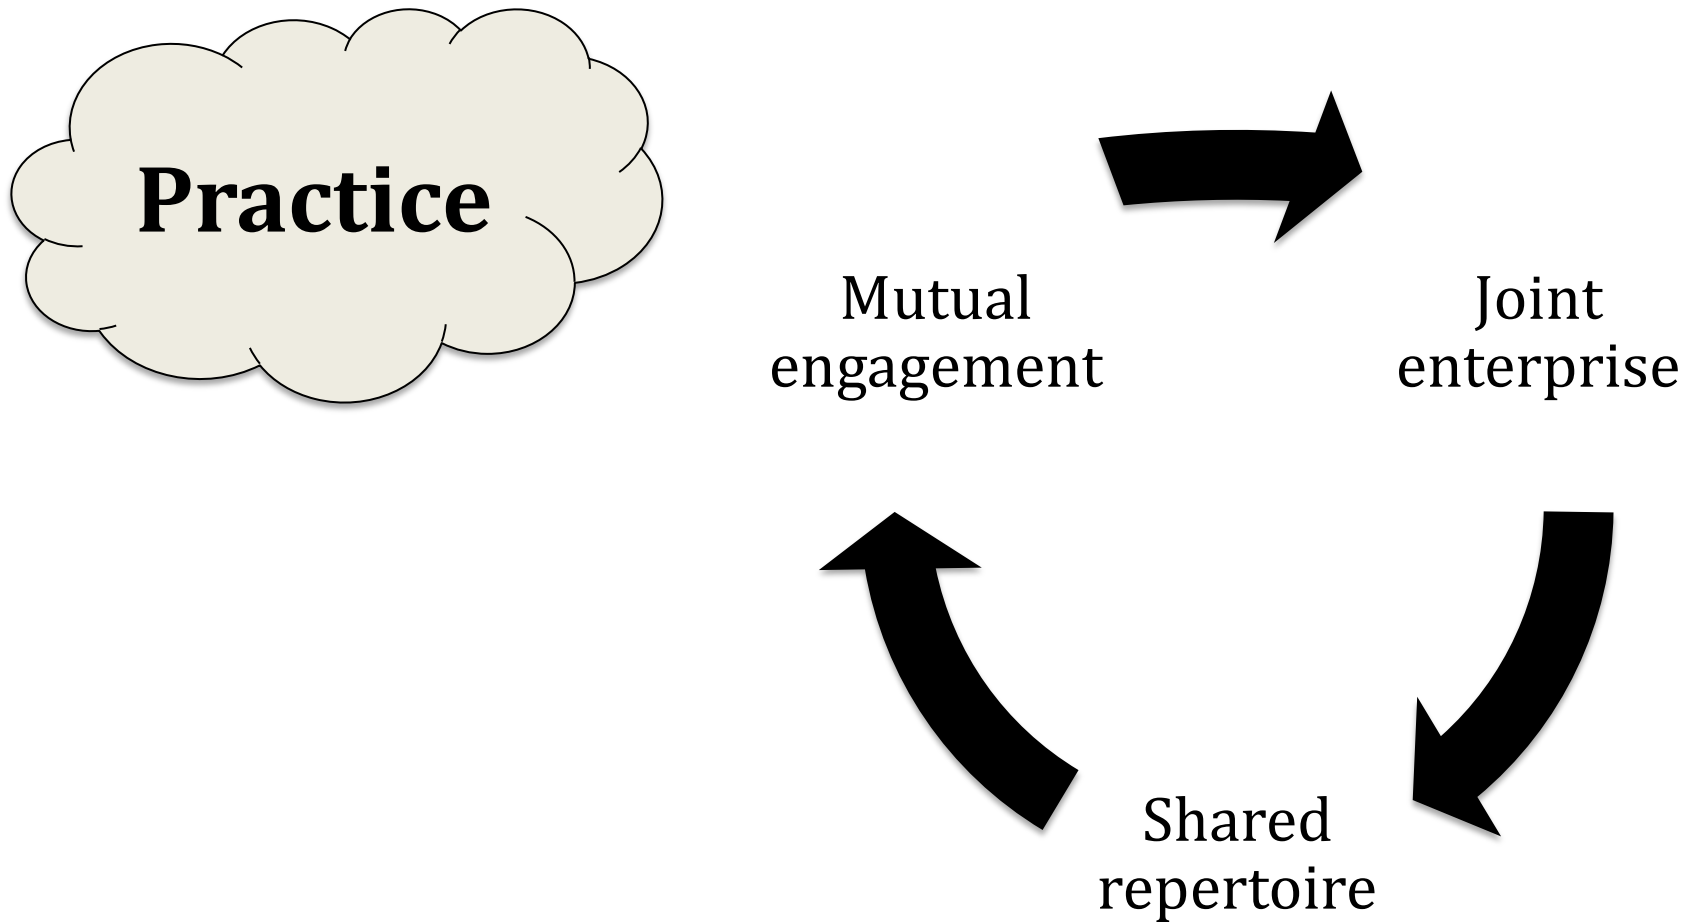 Practice
Mutual
engagement
Joint
enterprise
Shared
repertoire